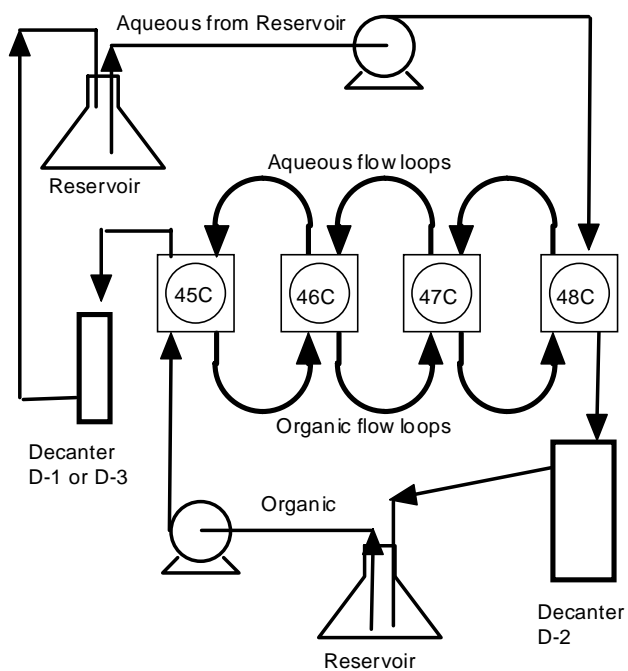 Aqueous from Reservoir
Reservoir
Aqueous flow loops
45C
46C
47C
48C
Organic flow loops
Decanter
D-1 or D-3
Organic
Decanter
D-2
Reservoir